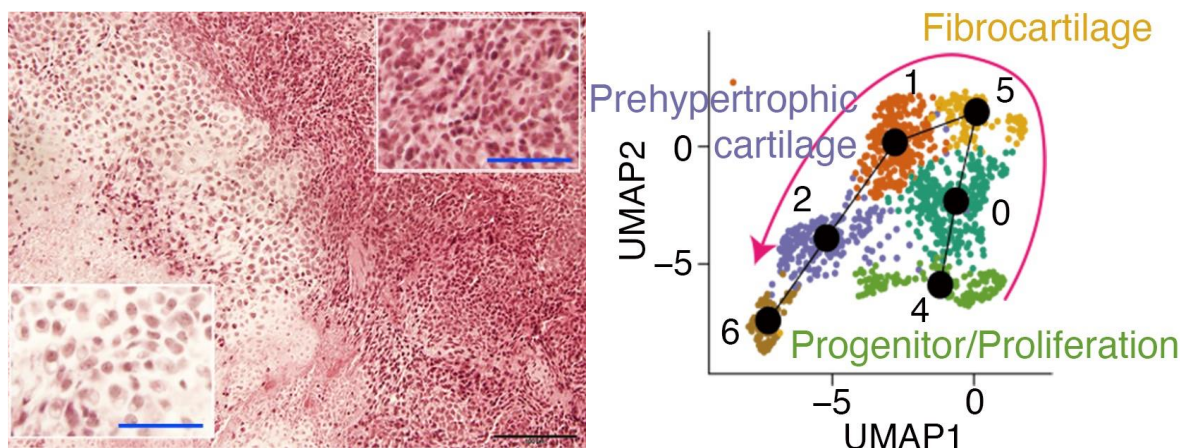 Fibrocartilage
1
5
Prehypertrophic
cartilage
0
2
0
UMAP2
−5
4
6
Progenitor/Proliferation
−5
0
UMAP1